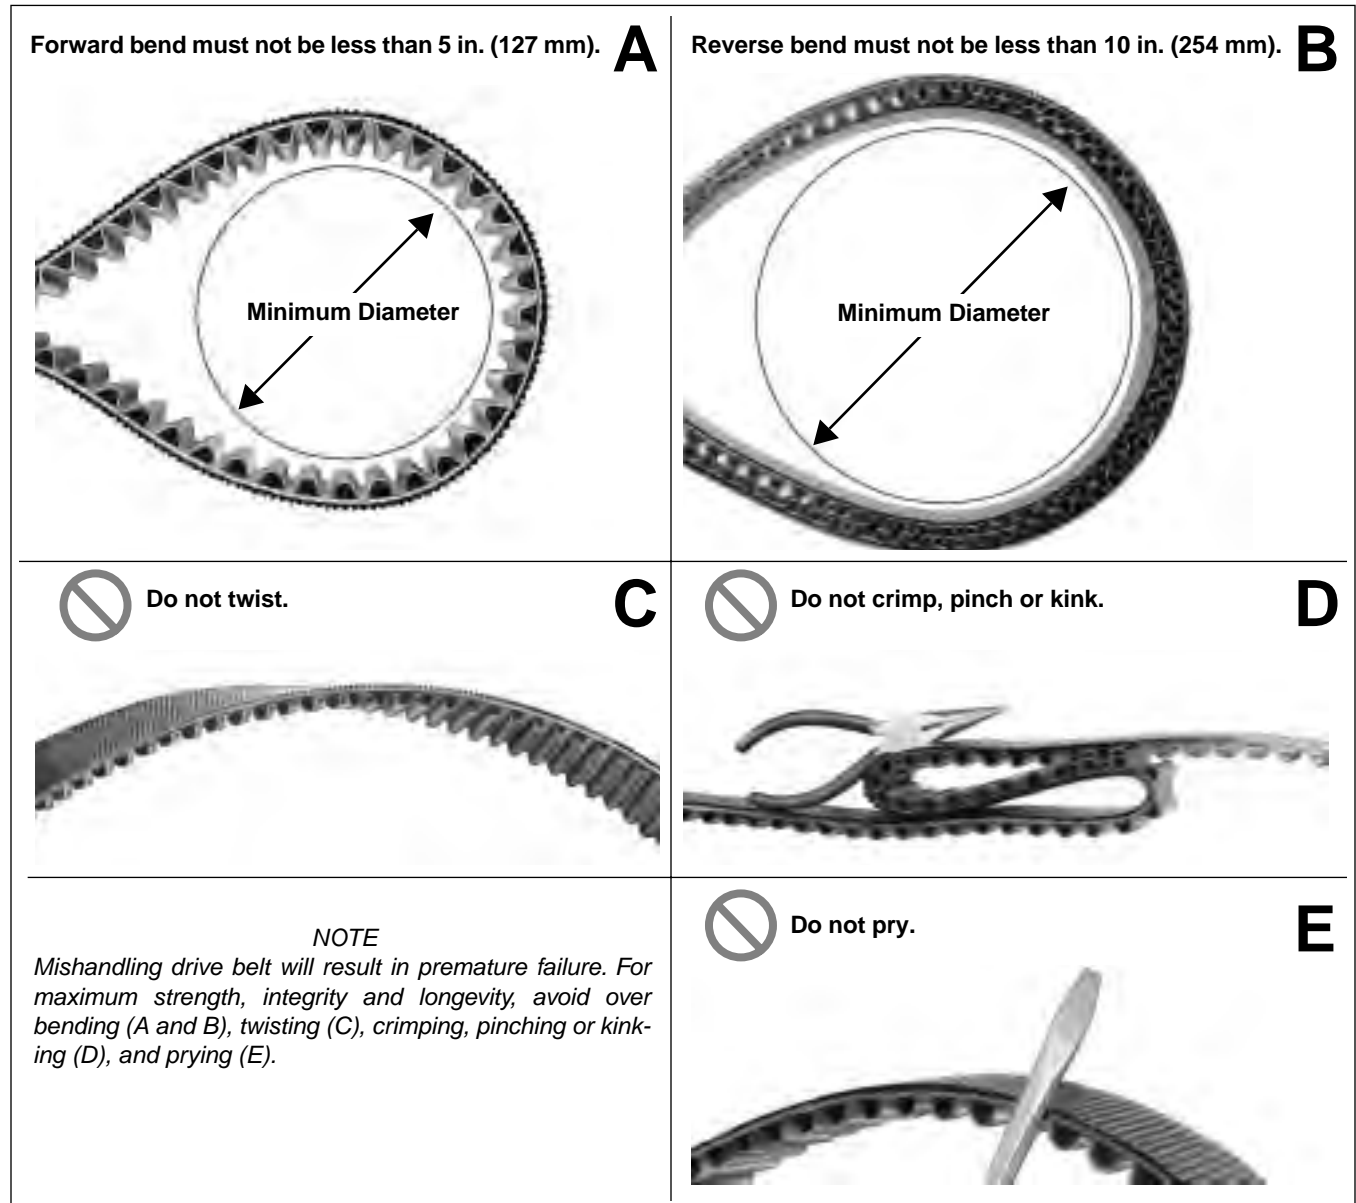 Forward bend must not be less than 5 in. (127 mm). A
Minimum Diameter
Reverse bend must not be less than 10 in. (254 mm). B
Minimum Diameter
Do not twist. C
Do not crimp, pinch or kink. D
NOTE
Mishandling drive belt will result in premature failure. For
maximum strength, integrity and longevity, avoid over
bending (A and B), twisting (C), crimping, pinching or kink-
ing (D), and prying (E).
Do not pry. E